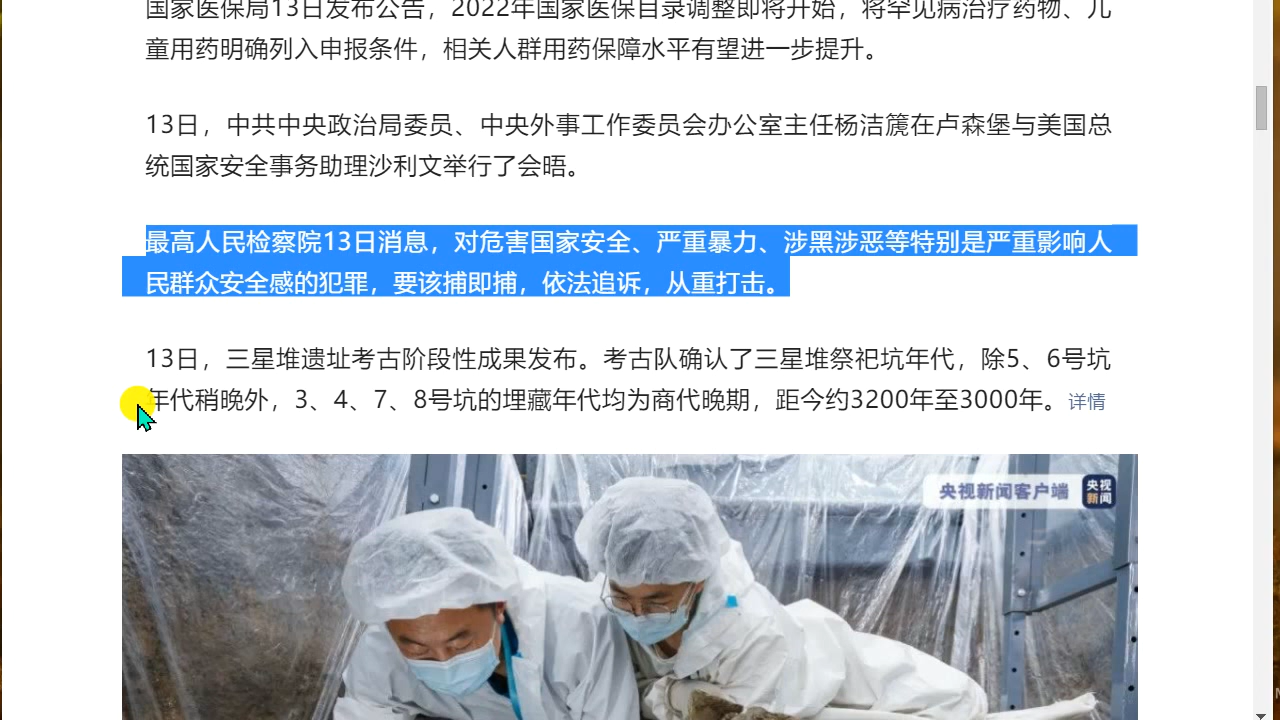 国家医保局13日发布公告，2022年国家医保目录调整即将开始，将罕见病治疗药物、儿
童用药明确列入申报条件，相关人群用药保障水平有望进一步提升。
13日，中共中央政治局委员、中央外事工作委员会办公室主任杨洁篪在卢森堡与美国总
统国家安全事务助理沙利文举行了会晤。
最高人民检察院13日消息，对危害国家安全、严重暴力、涉黑涉恶等特别是严重影响人
民群众安全感的犯罪，要该捕即捕，依法追诉，从重打击。
13日，三星堆遗址考古阶段性成果发布。考古队确认了三星堆祭祀坑年代，除5、6号坑
年代稍晚外，3、4、7、8号坑的埋藏年代均为商代晚期，距今约3200年至3000年。详情
央视新闻客户端 央视新闻